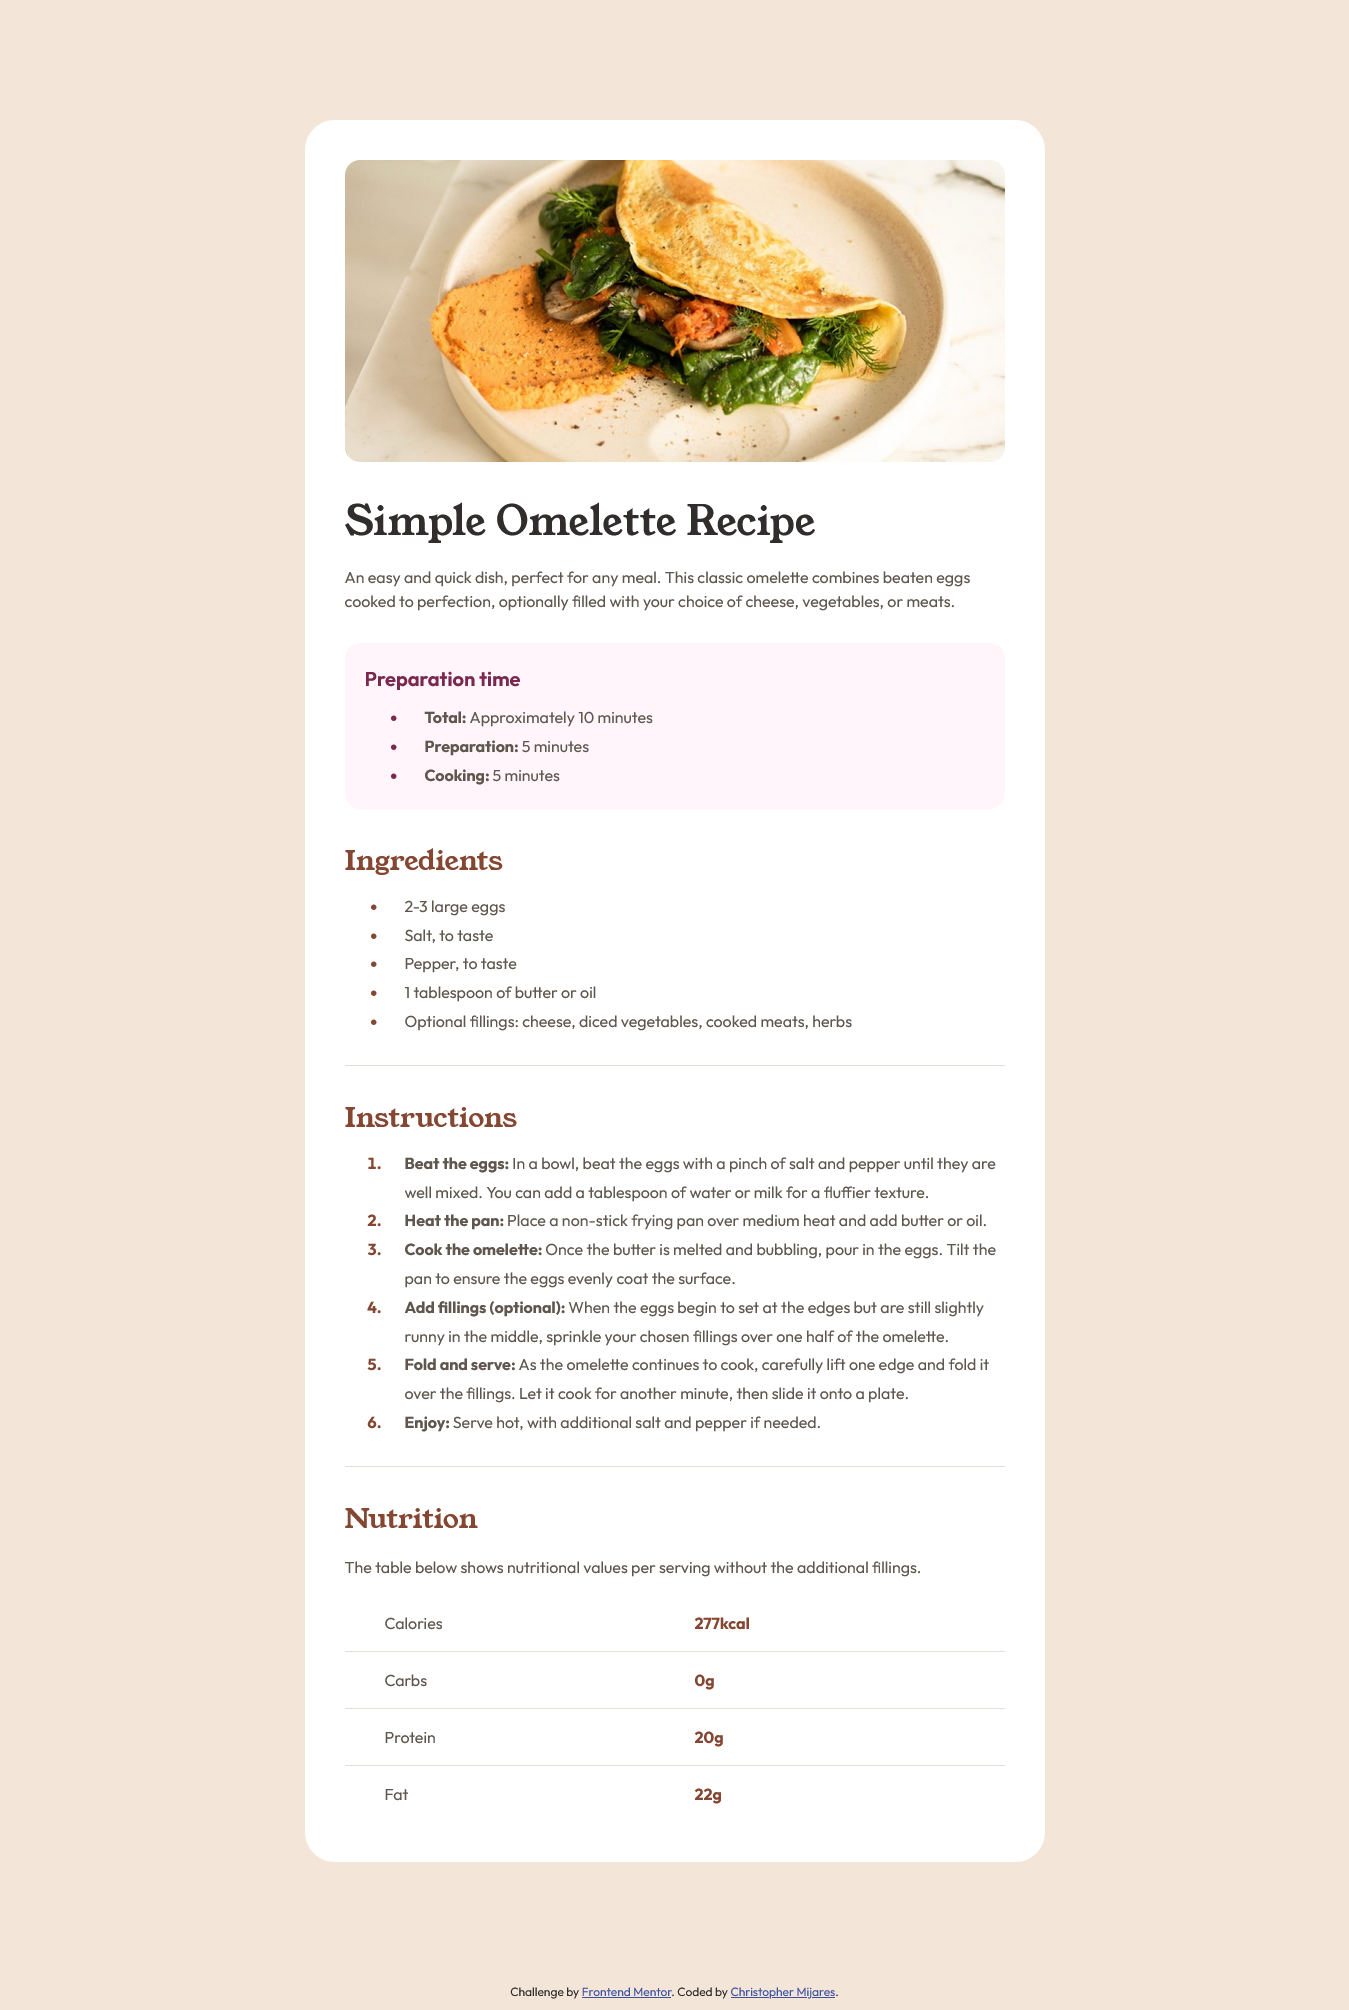 Simple Omelette Recipe
An easy and quick dish, perfect for any meal. This classic omelette combines beaten eggs
cooked to perfection, optionally filled with your choice of cheese, vegetables, or meats.
Preparation time
• Total: Approximately 10 minutes
• Preparation: 5 minutes
• Cooking: 5 minutes
Ingredients
• 2-3 large eggs
• Salt, to taste
• Pepper, to taste
• 1 tablespoon of butter or oil
• Optional fillings: cheese, diced vegetables, cooked meats, herbs
Instructions
1. Beat the eggs: In a bowl, beat the eggs with a pinch of salt and pepper until they are
well mixed. You can add a tablespoon of water or milk for a fluffier texture.
2. Heat the pan: Place a non-stick frying pan over medium heat and add butter or oil.
3. Cook the omelette: Once the butter is melted and bubbling, pour in the eggs. Tilt the
pan to ensure the eggs evenly coat the surface.
4. Add fillings (optional): When the eggs begin to set at the edges but are still slightly
runny in the middle, sprinkle your chosen fillings over one half of the omelette.
5. Fold and serve: As the omelette continues to cook, carefully lift one edge and fold it
over the fillings. Let it cook for another minute, then slide it onto a plate.
6. Enjoy: Serve hot, with additional salt and pepper if needed.
Nutrition
The table below shows nutritional values per serving without the additional fillings.
Calories 277kcal
Carbs 0g
Protein 20g
Fat 22g
Challenge by Frontend Mentor. Coded by Christopher Mijares.